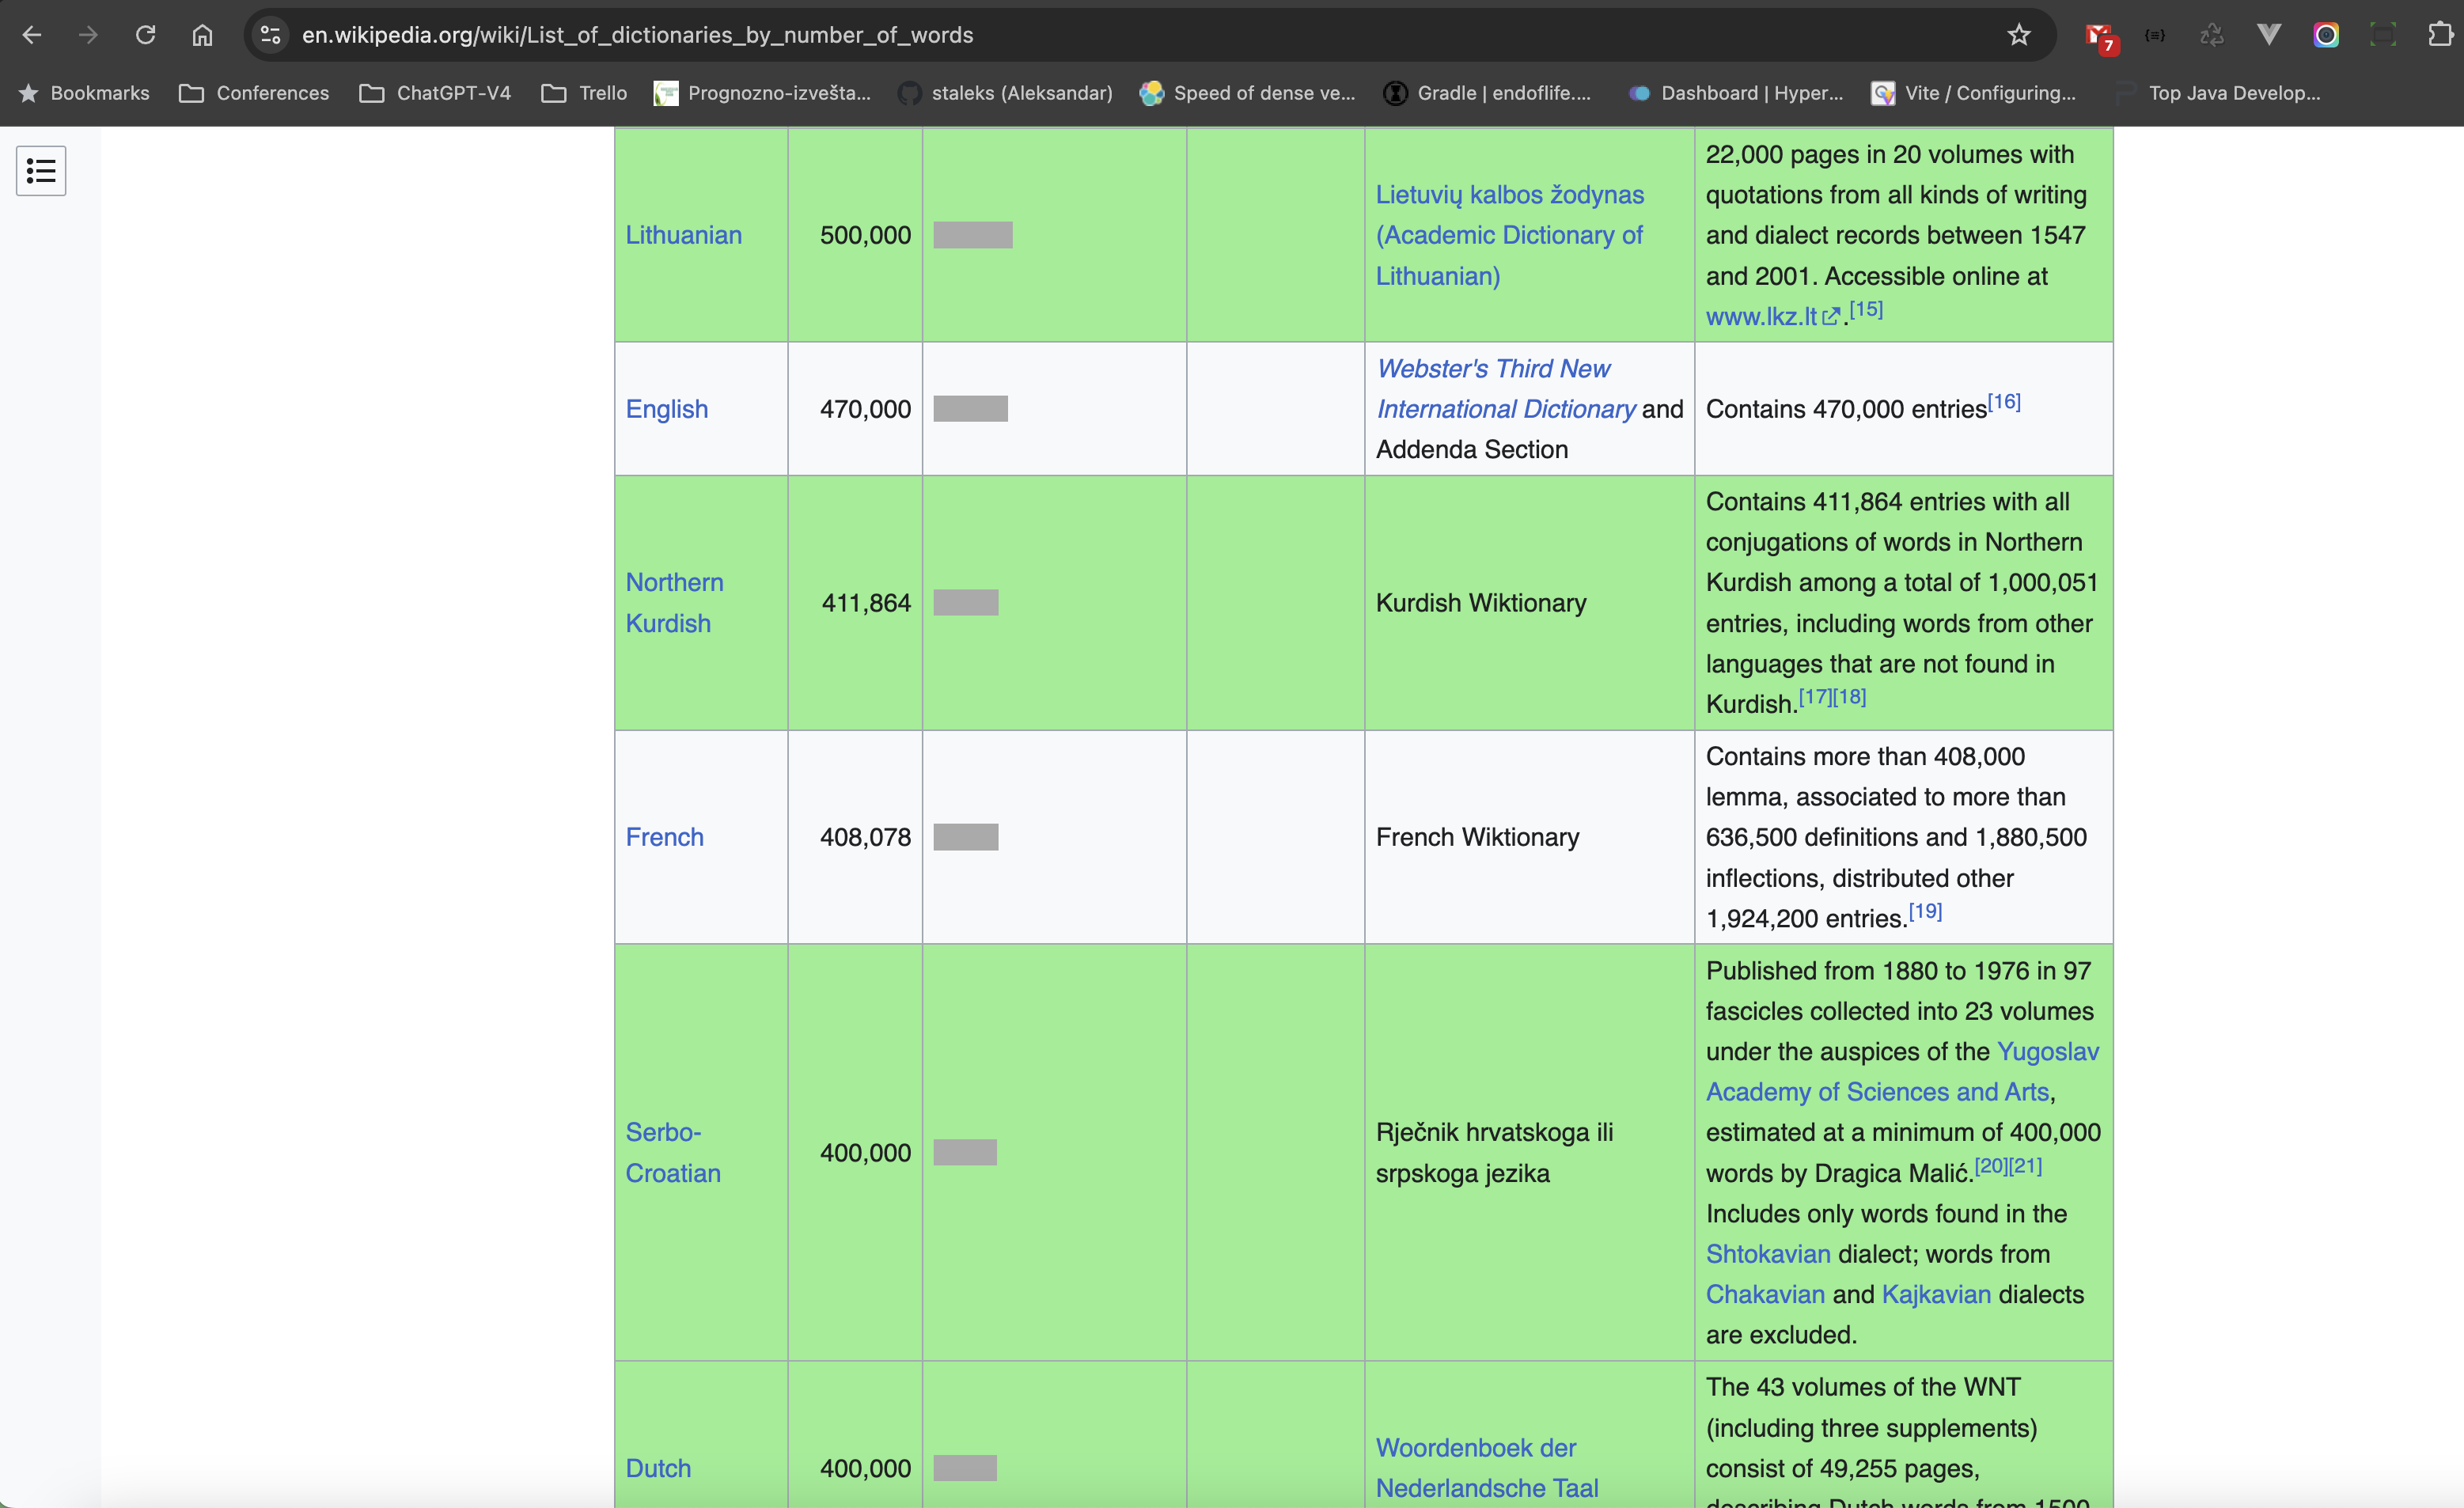 en.wikipedia.org/wiki/List_of_dictionaries_by_number_of_words
7
Bookmarks Conferences ChatGPT-V4 Trello Prognozno-izvešta... staleks (Aleksandar) Speed of dense ve... Gradle | endoflife.... Dashboard | Hyper... Vite / Configuring... Top Java Develop...
Lithuanian
500,000
Lietuvių kalbos žodynas
(Academic Dictionary of
Lithuanian)
22,000 pages in 20 volumes with
quotations from all kinds of writing
and dialect records between 1547
and 2001. Accessible online at
www.lkz.lt.[15]
English
470,000
Webster's Third New
International Dictionary and
Addenda Section
Contains 470,000 entries[16]
Northern
Kurdish
411,864
Kurdish Wiktionary
Contains 411,864 entries with all
conjugations of words in Northern
Kurdish among a total of 1,000,051
entries, including words from other
languages that are not found in
Kurdish.[17][18]
French
408,078
French Wiktionary
Contains more than 408,000
lemma, associated to more than
636,500 definitions and 1,880,500
inflections, distributed other
1,924,200 entries.[19]
Serbo-
Croatian
400,000
Rječnik hrvatskoga ili
srpskoga jezika
Published from 1880 to 1976 in 97
fascicles collected into 23 volumes
under the auspices of the Yugoslav
Academy of Sciences and Arts,
estimated at a minimum of 400,000
words by Dragica Malić.[20][21]
Includes only words found in the
Shtokavian dialect; words from
Chakavian and Kajkavian dialects
are excluded.
Dutch
400,000
Woordenboek der
Nederlandsche Taal
The 43 volumes of the WNT
(including three supplements)
consist of 49,255 pages,
describing Dutch words from 1500